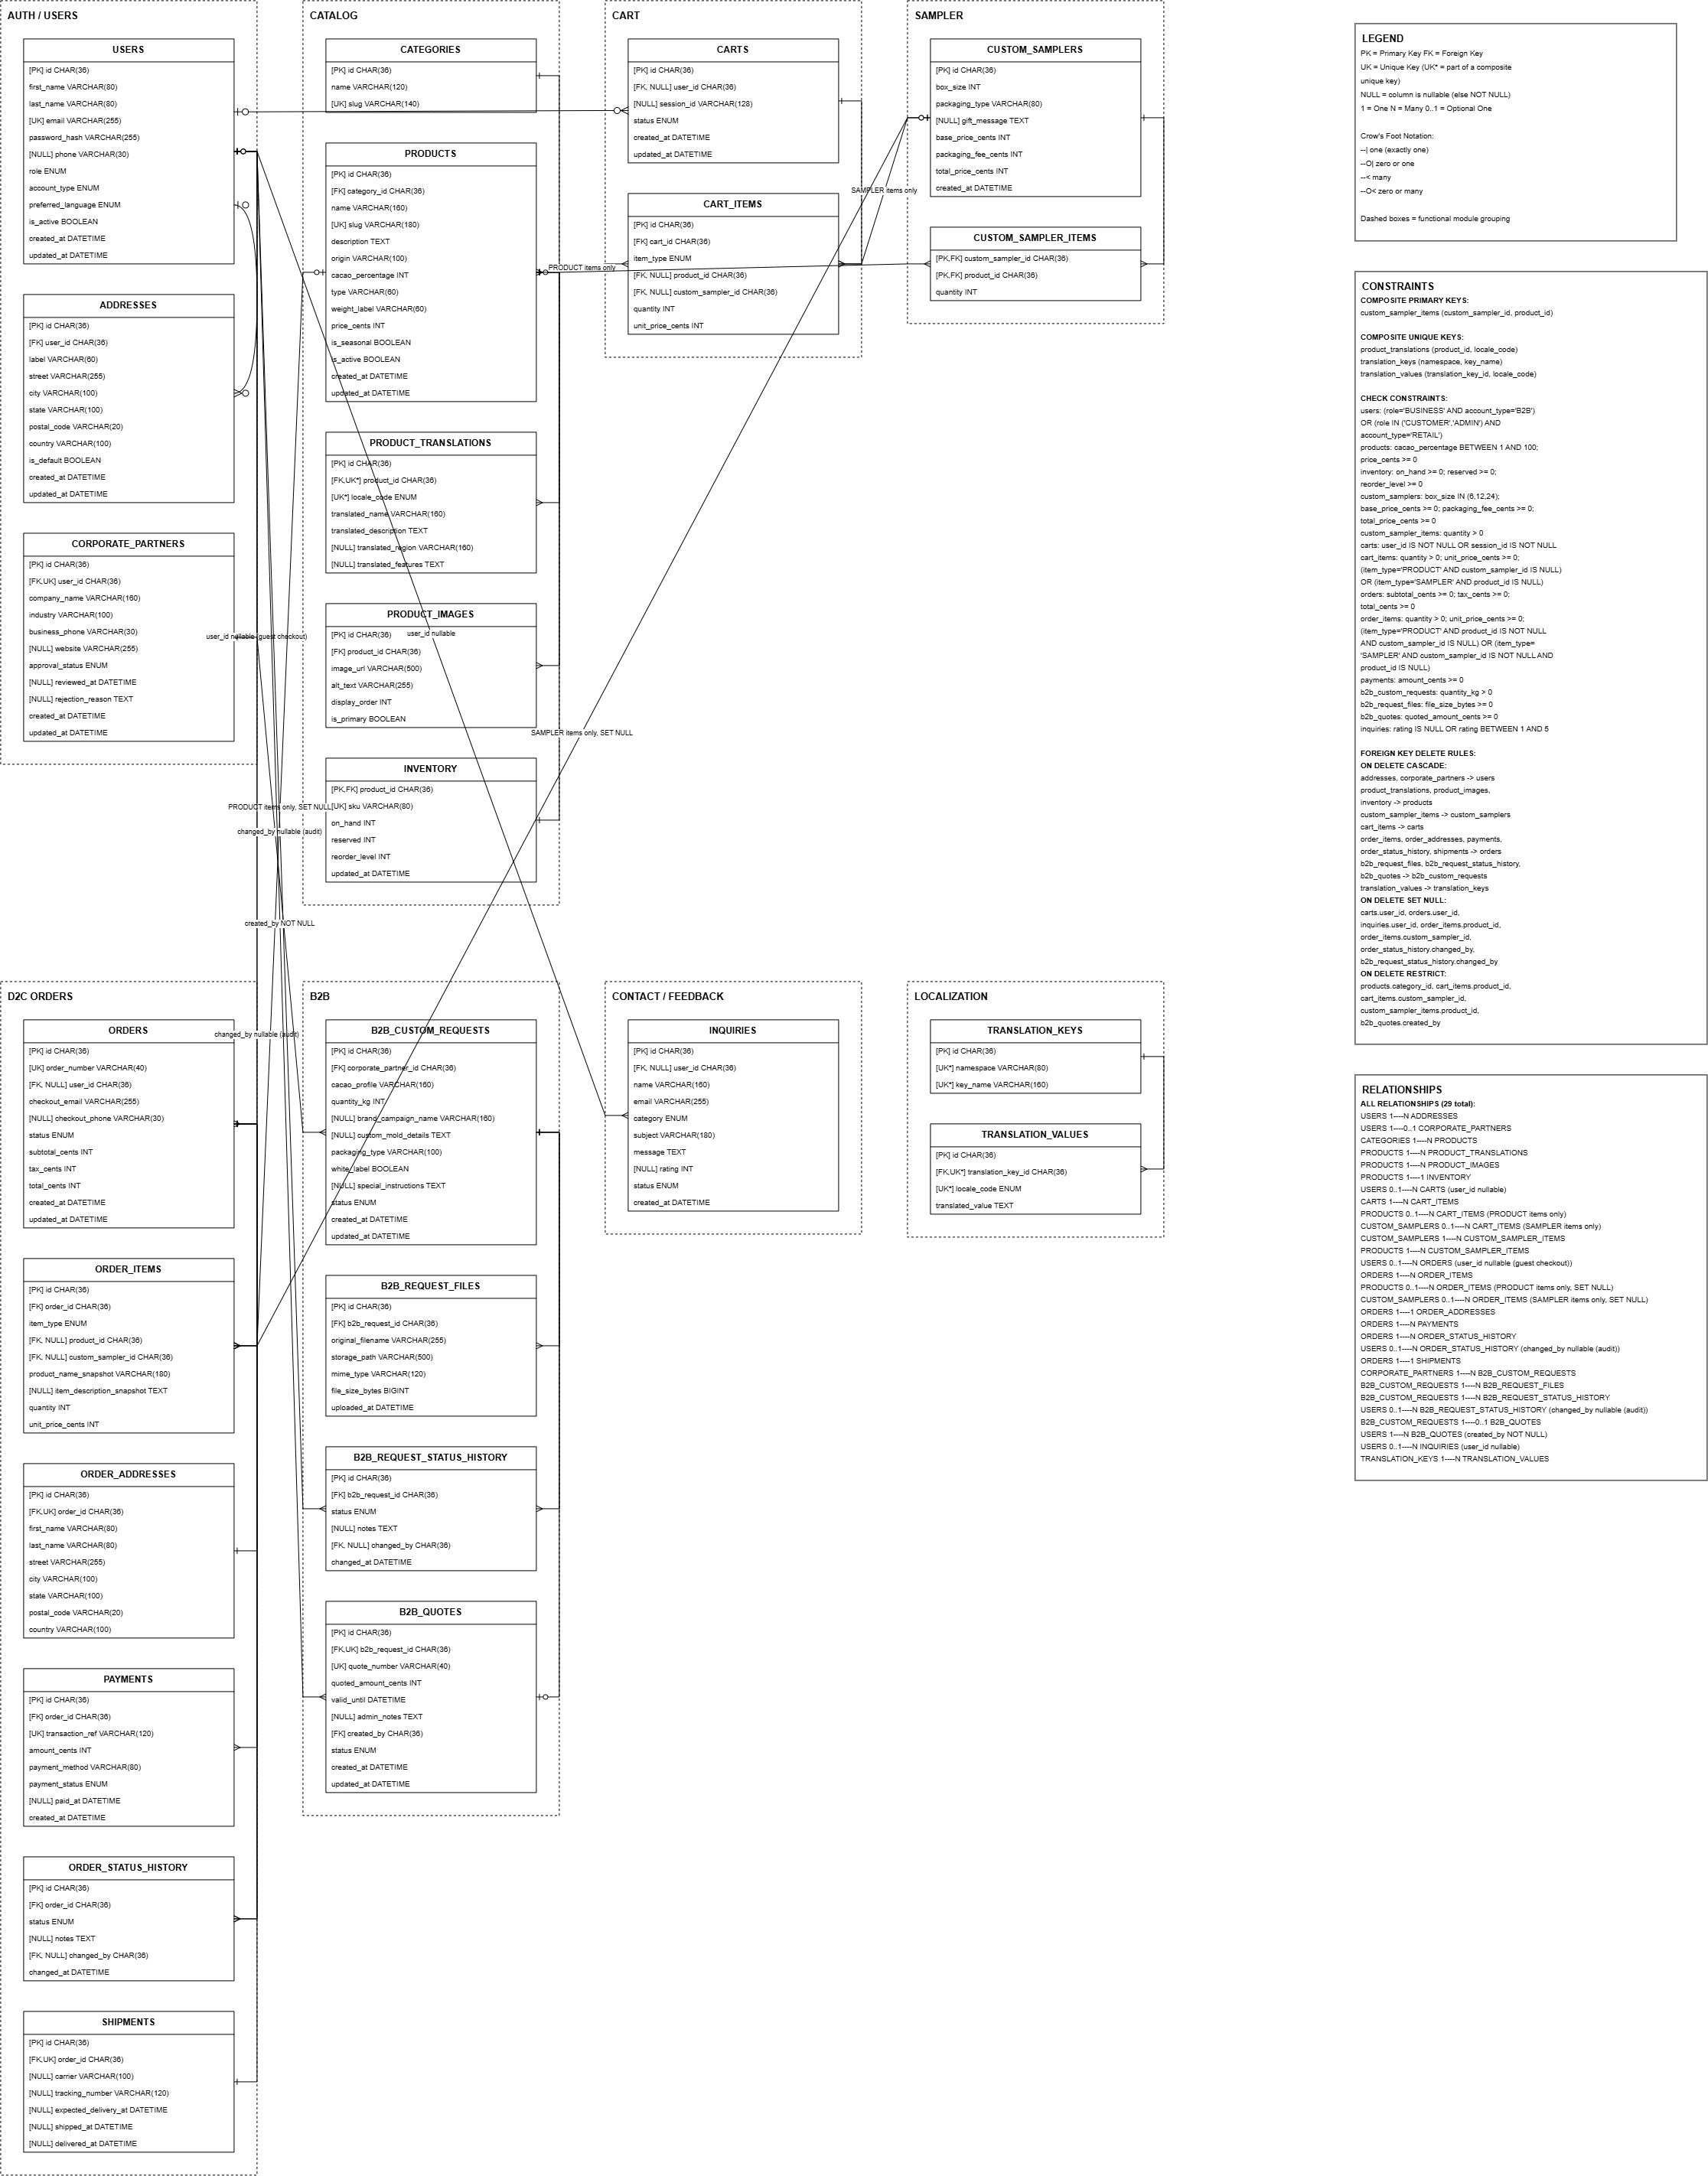 AUTH / USERS
USERS
[PK] id CHAR(36)
first_name VARCHAR(80)
last_name VARCHAR(80)
[UK] email VARCHAR(255)
password_hash VARCHAR(255)
[NULL] phone VARCHAR(30)
role ENUM
account_type ENUM
preferred_language ENUM
is_active BOOLEAN
created_at DATETIME
updated_at DATETIME
ADDRESSES
[PK] id CHAR(36)
[FK] user_id CHAR(36)
label VARCHAR(60)
street VARCHAR(255)
city VARCHAR(100)
state VARCHAR(100)
postal_code VARCHAR(20)
country VARCHAR(100)
is_default BOOLEAN
created_at DATETIME
updated_at DATETIME
CORPORATE_PARTNERS
[PK] id CHAR(36)
[FK,UK] user_id CHAR(36)
company_name VARCHAR(160)
industry VARCHAR(100)
business_phone VARCHAR(30)
[NULL] website VARCHAR(255)
approval_status ENUM
[NULL] reviewed_at DATETIME
[NULL] rejection_reason TEXT
created_at DATETIME
updated_at DATETIME
user_id nullable (guest checkout)
CATALOG
CATEGORIES
[PK] id CHAR(36)
name VARCHAR(120)
[UK] slug VARCHAR(140)
PRODUCTS
[PK] id CHAR(36)
[FK] category_id CHAR(36)
name VARCHAR(160)
[UK] slug VARCHAR(180)
description TEXT
origin VARCHAR(100)
cacao_percentage INT
type VARCHAR(60)
weight_label VARCHAR(60)
price_cents INT
is_seasonal BOOLEAN
is_active BOOLEAN
created_at DATETIME
updated_at DATETIME
PRODUCT_TRANSLATIONS
[PK] id CHAR(36)
[FK,UK*] product_id CHAR(36)
[UK*] locale_code ENUM
translated_name VARCHAR(160)
translated_description TEXT
[NULL] translated_region VARCHAR(160)
[NULL] translated_features TEXT
PRODUCT_IMAGES
[PK] id CHAR(36)
user_id nullable
[FK] product_id CHAR(36)
image_url VARCHAR(500)
alt_text VARCHAR(255)
display_order INT
is_primary BOOLEAN
INVENTORY
[PK,FK] product_id CHAR(36)
[UK] sku VARCHAR(80)
on_hand INT
reserved INT
reorder_level INT
updated_at DATETIME
PRODUCT items only, SET NULL
changed_by nullable (audit)
created_by NOT NULL
SAMPLER items only, SET NULL
CART
CARTS
[PK] id CHAR(36)
[FK, NULL] user_id CHAR(36)
[NULL] session_id VARCHAR(128)
status ENUM
created_at DATETIME
updated_at DATETIME
CART_ITEMS
[PK] id CHAR(36)
[FK] cart_id CHAR(36)
item_type ENUM
[FK, NULL] product_id CHAR(36)
[FK, NULL] custom_sampler_id CHAR(36)
quantity INT
unit_price_cents INT
PRODUCT items only
SAMPLER items only
SAMPLER
CUSTOM_SAMPLERS
[PK] id CHAR(36)
box_size INT
packaging_type VARCHAR(80)
[NULL] gift_message TEXT
base_price_cents INT
packaging_fee_cents INT
total_price_cents INT
created_at DATETIME
CUSTOM_SAMPLER_ITEMS
[PK,FK] custom_sampler_id CHAR(36)
[PK,FK] product_id CHAR(36)
quantity INT
D2C ORDERS
ORDERS
changed_by nullable (audit)
[PK] id CHAR(36)
[UK] order_number VARCHAR(40)
[FK, NULL] user_id CHAR(36)
checkout_email VARCHAR(255)
[NULL] checkout_phone VARCHAR(30)
status ENUM
subtotal_cents INT
tax_cents INT
total_cents INT
created_at DATETIME
updated_at DATETIME
ORDER_ITEMS
[PK] id CHAR(36)
[FK] order_id CHAR(36)
item_type ENUM
[FK, NULL] product_id CHAR(36)
[FK, NULL] custom_sampler_id CHAR(36)
product_name_snapshot VARCHAR(180)
[NULL] item_description_snapshot TEXT
quantity INT
unit_price_cents INT
ORDER_ADDRESSES
[PK] id CHAR(36)
[FK,UK] order_id CHAR(36)
first_name VARCHAR(80)
last_name VARCHAR(80)
street VARCHAR(255)
city VARCHAR(100)
state VARCHAR(100)
postal_code VARCHAR(20)
country VARCHAR(100)
PAYMENTS
[PK] id CHAR(36)
[FK] order_id CHAR(36)
[UK] transaction_ref VARCHAR(120)
amount_cents INT
payment_method VARCHAR(80)
payment_status ENUM
[NULL] paid_at DATETIME
created_at DATETIME
ORDER_STATUS_HISTORY
[PK] id CHAR(36)
[FK] order_id CHAR(36)
status ENUM
[NULL] notes TEXT
[FK, NULL] changed_by CHAR(36)
changed_at DATETIME
SHIPMENTS
[PK] id CHAR(36)
[FK,UK] order_id CHAR(36)
[NULL] carrier VARCHAR(100)
[NULL] tracking_number VARCHAR(120)
[NULL] expected_delivery_at DATETIME
[NULL] shipped_at DATETIME
[NULL] delivered_at DATETIME
B2B
B2B_CUSTOM_REQUESTS
[PK] id CHAR(36)
[FK] corporate_partner_id CHAR(36)
cacao_profile VARCHAR(160)
quantity_kg INT
[NULL] brand_campaign_name VARCHAR(160)
[NULL] custom_mold_details TEXT
packaging_type VARCHAR(100)
white_label BOOLEAN
[NULL] special_instructions TEXT
status ENUM
created_at DATETIME
updated_at DATETIME
B2B_REQUEST_FILES
[PK] id CHAR(36)
[FK] b2b_request_id CHAR(36)
original_filename VARCHAR(255)
storage_path VARCHAR(500)
mime_type VARCHAR(120)
file_size_bytes BIGINT
uploaded_at DATETIME
B2B_REQUEST_STATUS_HISTORY
[PK] id CHAR(36)
[FK] b2b_request_id CHAR(36)
status ENUM
[NULL] notes TEXT
[FK, NULL] changed_by CHAR(36)
changed_at DATETIME
B2B_QUOTES
[PK] id CHAR(36)
[FK,UK] b2b_request_id CHAR(36)
[UK] quote_number VARCHAR(40)
quoted_amount_cents INT
valid_until DATETIME
[NULL] admin_notes TEXT
[FK] created_by CHAR(36)
status ENUM
created_at DATETIME
updated_at DATETIME
CONTACT / FEEDBACK
INQUIRIES
[PK] id CHAR(36)
[FK, NULL] user_id CHAR(36)
name VARCHAR(160)
email VARCHAR(255)
category ENUM
subject VARCHAR(180)
message TEXT
[NULL] rating INT
status ENUM
created_at DATETIME
LOCALIZATION
TRANSLATION_KEYS
[PK] id CHAR(36)
[UK*] namespace VARCHAR(80)
[UK*] key_name VARCHAR(160)
TRANSLATION_VALUES
[PK] id CHAR(36)
[FK,UK*] translation_key_id CHAR(36)
[UK*] locale_code ENUM
translated_value TEXT
LEGEND
PK = Primary Key FK = Foreign Key
UK = Unique Key (UK* = part of a composite
unique key)
NULL = column is nullable (else NOT NULL)
1 = One N = Many 0..1 = Optional One
Crow's Foot Notation:
--| one (exactly one)
--O| zero or one
--< many
--O< zero or many
Dashed boxes = functional module grouping
CONSTRAINTS
COMPOSITE PRIMARY KEYS:
custom_sampler_items (custom_sampler_id, product_id)
COMPOSITE UNIQUE KEYS:
product_translations (product_id, locale_code)
translation_keys (namespace, key_name)
translation_values (translation_key_id, locale_code)
CHECK CONSTRAINTS:
users: (role='BUSINESS' AND account_type='B2B')
OR (role IN ('CUSTOMER','ADMIN') AND
account_type='RETAIL')
products: cacao_percentage BETWEEN 1 AND 100;
price_cents >= 0
inventory: on_hand >= 0; reserved >= 0;
reorder_level >= 0
custom_samplers: box_size IN (6,12,24);
base_price_cents >= 0; packaging_fee_cents >= 0;
total_price_cents >= 0
custom_sampler_items: quantity > 0
carts: user_id IS NOT NULL OR session_id IS NOT NULL
cart_items: quantity > 0; unit_price_cents >= 0;
(item_type='PRODUCT' AND custom_sampler_id IS NULL)
OR (item_type='SAMPLER' AND product_id IS NULL)
orders: subtotal_cents >= 0; tax_cents >= 0;
total_cents >= 0
order_items: quantity > 0; unit_price_cents >= 0;
(item_type='PRODUCT' AND product_id IS NOT NULL
AND custom_sampler_id IS NULL) OR (item_type=
'SAMPLER' AND custom_sampler_id IS NOT NULL AND
product_id IS NULL)
payments: amount_cents >= 0
b2b_custom_requests: quantity_kg > 0
b2b_request_files: file_size_bytes >= 0
b2b_quotes: quoted_amount_cents >= 0
inquiries: rating IS NULL OR rating BETWEEN 1 AND 5
FOREIGN KEY DELETE RULES:
ON DELETE CASCADE:
addresses, corporate_partners -> users
product_translations, product_images,
inventory -> products
custom_sampler_items -> custom_samplers
cart_items -> carts
order_items, order_addresses, payments,
order_status_history, shipments -> orders
b2b_request_files, b2b_request_status_history,
b2b_quotes -> b2b_custom_requests
translation_values -> translation_keys
ON DELETE SET NULL:
carts.user_id, orders.user_id,
inquiries.user_id, order_items.product_id,
order_items.custom_sampler_id,
order_status_history.changed_by,
b2b_request_status_history.changed_by
ON DELETE RESTRICT:
products.category_id, cart_items.product_id,
cart_items.custom_sampler_id,
custom_sampler_items.product_id,
b2b_quotes.created_by
RELATIONSHIPS
ALL RELATIONSHIPS (29 total):
USERS 1----N ADDRESSES
USERS 1----0..1 CORPORATE_PARTNERS
CATEGORIES 1----N PRODUCTS
PRODUCTS 1----N PRODUCT_TRANSLATIONS
PRODUCTS 1----N PRODUCT_IMAGES
PRODUCTS 1----1 INVENTORY
USERS 0..1----N CARTS (user_id nullable)
CARTS 1----N CART_ITEMS
PRODUCTS 0..1----N CART_ITEMS (PRODUCT items only)
CUSTOM_SAMPLERS 0..1----N CART_ITEMS (SAMPLER items only)
CUSTOM_SAMPLERS 1----N CUSTOM_SAMPLER_ITEMS
PRODUCTS 1----N CUSTOM_SAMPLER_ITEMS
USERS 0..1----N ORDERS (user_id nullable (guest checkout))
ORDERS 1----N ORDER_ITEMS
PRODUCTS 0..1----N ORDER_ITEMS (PRODUCT items only, SET NULL)
CUSTOM_SAMPLERS 0..1----N ORDER_ITEMS (SAMPLER items only, SET NULL)
ORDERS 1----1 ORDER_ADDRESSES
ORDERS 1----N PAYMENTS
ORDERS 1----N ORDER_STATUS_HISTORY
USERS 0..1----N ORDER_STATUS_HISTORY (changed_by nullable (audit))
ORDERS 1----1 SHIPMENTS
CORPORATE_PARTNERS 1----N B2B_CUSTOM_REQUESTS
B2B_CUSTOM_REQUESTS 1----N B2B_REQUEST_FILES
B2B_CUSTOM_REQUESTS 1----N B2B_REQUEST_STATUS_HISTORY
USERS 0..1----N B2B_REQUEST_STATUS_HISTORY (changed_by nullable (audit))
B2B_CUSTOM_REQUESTS 1----0..1 B2B_QUOTES
USERS 1----N B2B_QUOTES (created_by NOT NULL)
USERS 0..1----N INQUIRIES (user_id nullable)
TRANSLATION_KEYS 1----N TRANSLATION_VALUES